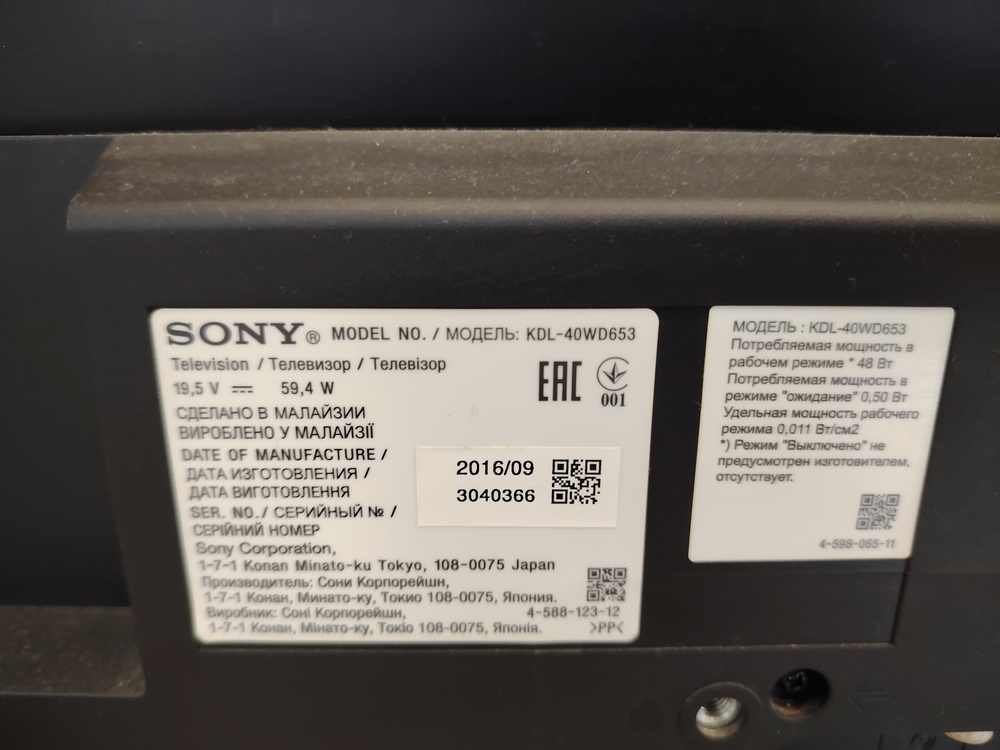 SONY® MODEL NO. / МОДЕЛЬ: KDL-40WD653
Television / Телевизор / Телевізор
19,5 V ⎓ 59,4 W
EAC
001
СДЕЛАНО В МАЛАЙЗИИ
ВИРОБЛЕНО У МАЛАЙЗІЇ
DATE OF MANUFACTURE /
ДАТА ИЗГОТОВЛЕНИЯ /
ДАТА ВИГОТОВЛЕННЯ
2016/09
3040366
SER. NO. / СЕРИЙНЫЙ № /
СЕРІЙНИЙ НОМЕР
Sony Corporation,
1-7-1 Konan Minato-ku Tokyo, 108-0075 Japan
Производитель: Сони Корпорейшн,
1-7-1 Конан, Минато-ку, Токио 108-0075, Япония.
Виробник: Соні Корпорейшн,
4-588-123-12
1-7-1 Конан, Мінато-ку, Токіо 108-0075, Японія.
>PP<
МОДЕЛЬ : KDL-40WD653
Потребляемая мощность в
рабочем режиме * 48 Вт
Потребляемая мощность в
режиме "ожидание" 0,50 Вт
Удельная мощность рабочего
режима 0,011 Вт/см2
*) Режим "Выключено" не
предусмотрен изготовителем,
отсутствует.
4-598-065-11